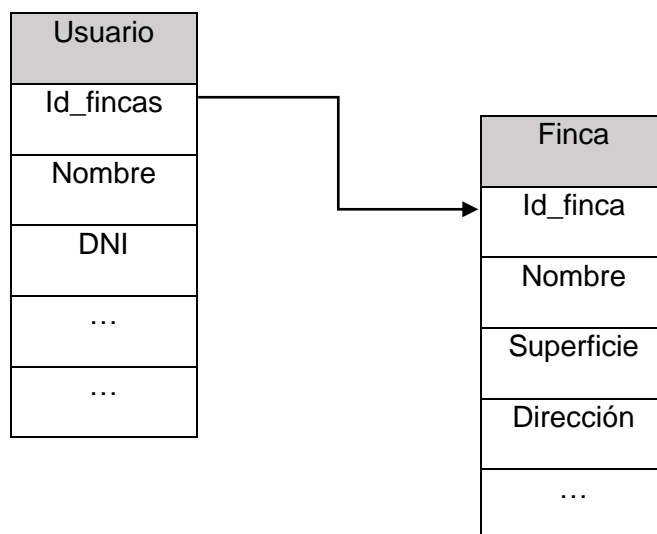 Usuario
Id_fincas
Nombre
DNI
…
…
Finca
Id_finca
Nombre
Superficie
Dirección
…